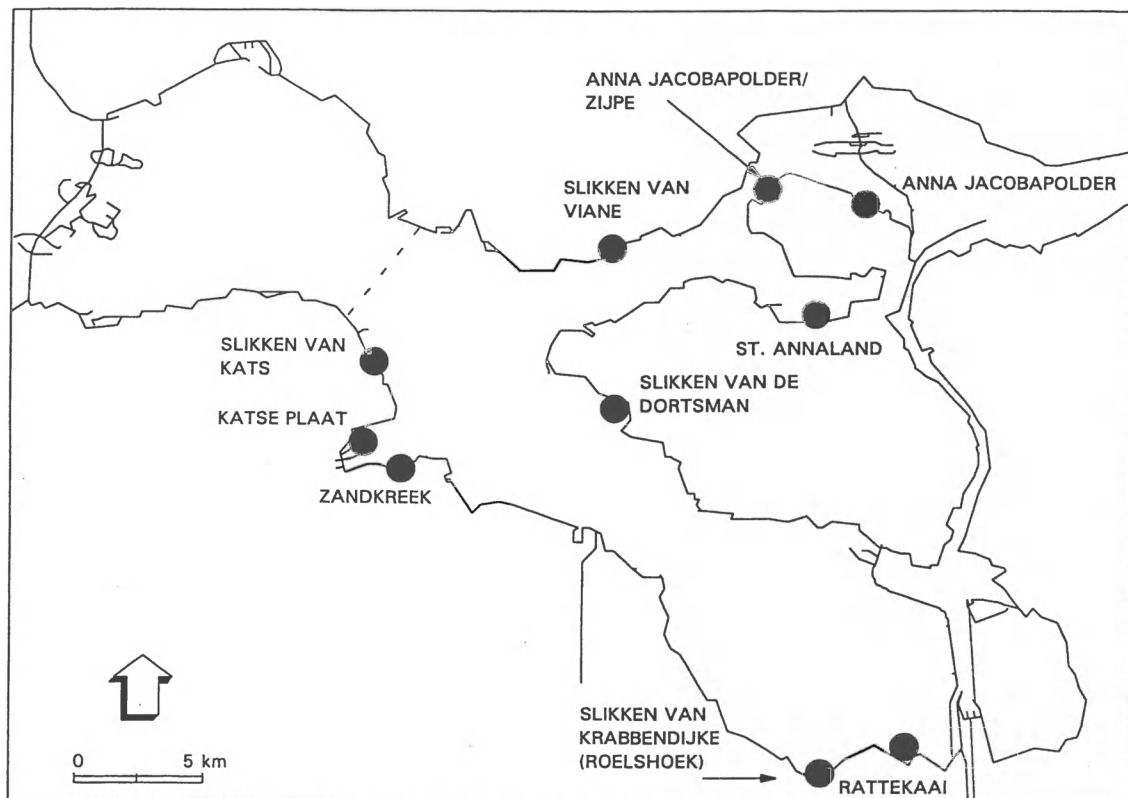 ANNA JACOBAPOLDER/
ZIJPE
ANNA JACOBAPOLDER
SLIKKEN VAN
VIANE
ST. ANNALAND
SLIKKEN VAN
KATS
SLIKKEN VAN DE
DORTSMAN
KATSE PLAAT
ZANDKREEK
SLIKKEN VAN
KRABBENDIJKE
(ROELSHOEK)
RATTEKAAI
0 5 km